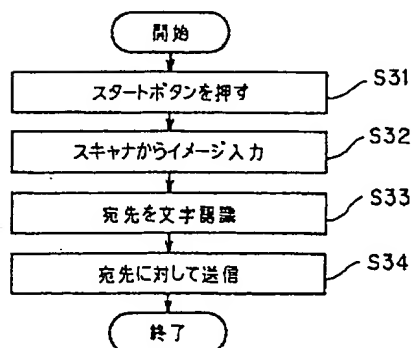 開始
スタートボタンを押す
S31
スキャナからイメージ入力
S32
宛先を文字認識
S33
宛先に対して送信
S34
終了